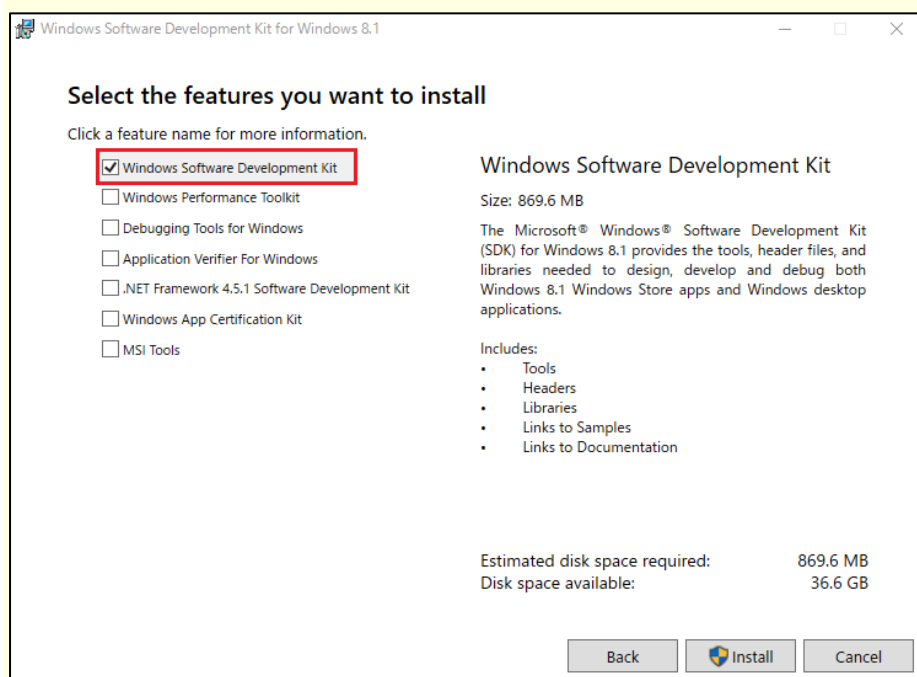 Windows Software Development Kit for Windows 8.1
Select the features you want to install
Click a feature name for more information.
Windows Software Development Kit
Windows Performance Toolkit
Debugging Tools for Windows
Application Verifier For Windows
.NET Framework 4.5.1 Software Development Kit
Windows App Certification Kit
MSI Tools
Windows Software Development Kit
Size: 869.6 MB
The Microsoft® Windows® Software Development Kit
(SDK) for Windows 8.1 provides the tools, header files, and
libraries needed to design, develop and debug both
Windows 8.1 Windows Store apps and Windows desktop
applications.
Includes:
• Tools
• Headers
• Libraries
• Links to Samples
• Links to Documentation
Estimated disk space required: 869.6 MB
Disk space available: 36.6 GB
Back Install Cancel